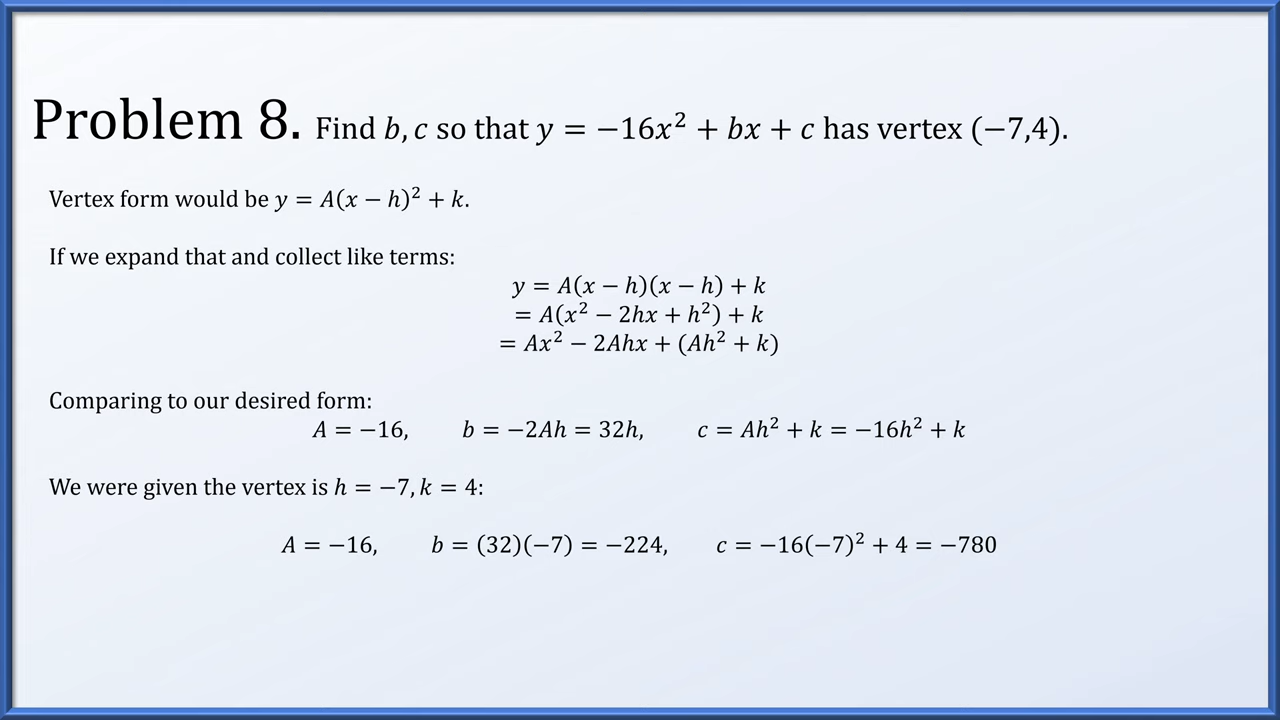 Problem 8. Find b, c so that y = −16x² + bx + c has vertex (−7,4).
Vertex form would be y = A(x − h)² + k.
If we expand that and collect like terms:
y = A(x − h)(x − h) + k
= A(x² − 2hx + h²) + k
= Ax² − 2Ahx + (Ah² + k)
Comparing to our desired form:
A = −16, b = −2Ah = 32h, c = Ah² + k = −16h² + k
We were given the vertex is h = −7, k = 4:
A = −16, b = (32)(−7) = −224, c = −16(−7)² + 4 = −780